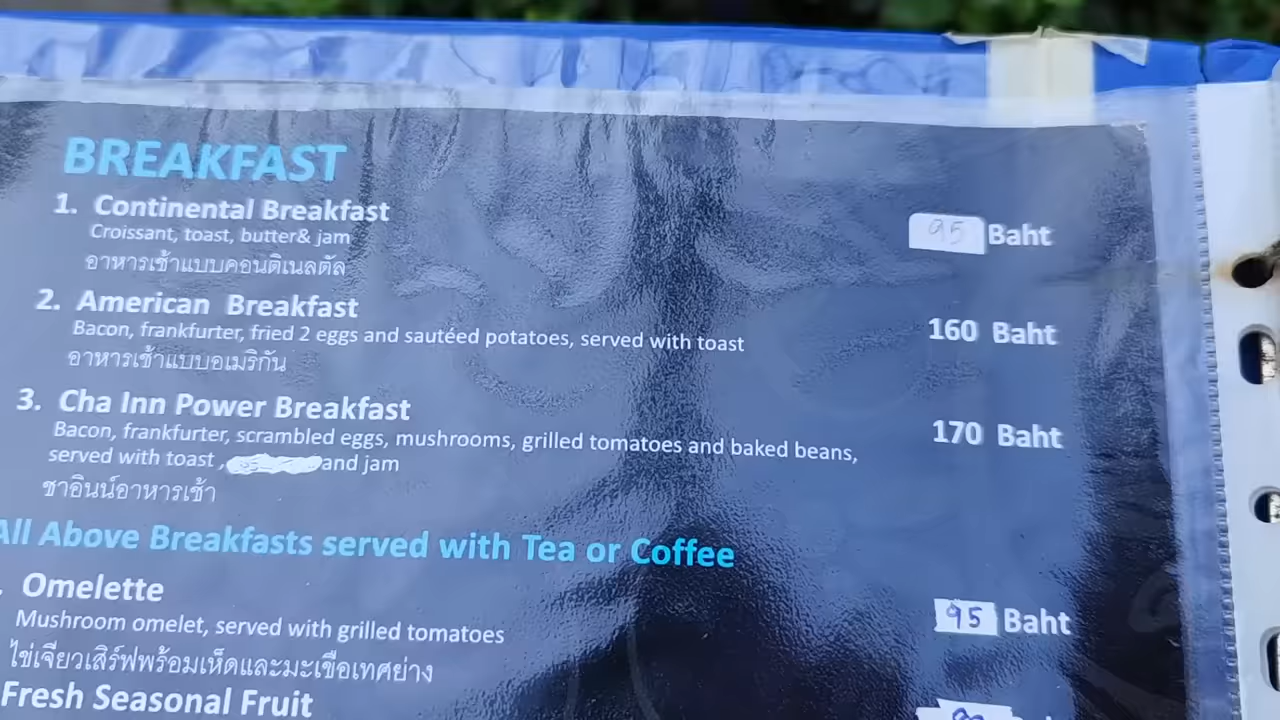 BREAKFAST
1. Continental Breakfast
Croissant, toast, butter& jam
95 Baht
อาหารเช้าแบบคอนติเนลตัล
2. American Breakfast
Bacon, frankfurter, fried 2 eggs and sautéed potatoes, served with toast
160 Baht
อาหารเช้าแบบอเมริกัน
3. Cha Inn Power Breakfast
Bacon, frankfurter, scrambled eggs, mushrooms, grilled tomatoes and baked beans,
170 Baht
served with toast , and jam
ชาอินน์อาหารเช้า
All Above Breakfasts served with Tea or Coffee
Omelette
Mushroom omelet, served with grilled tomatoes
95 Baht
ไข่เจียวเสิร์ฟพร้อมเห็ดและมะเขือเทศย่าง
Fresh Seasonal Fruit